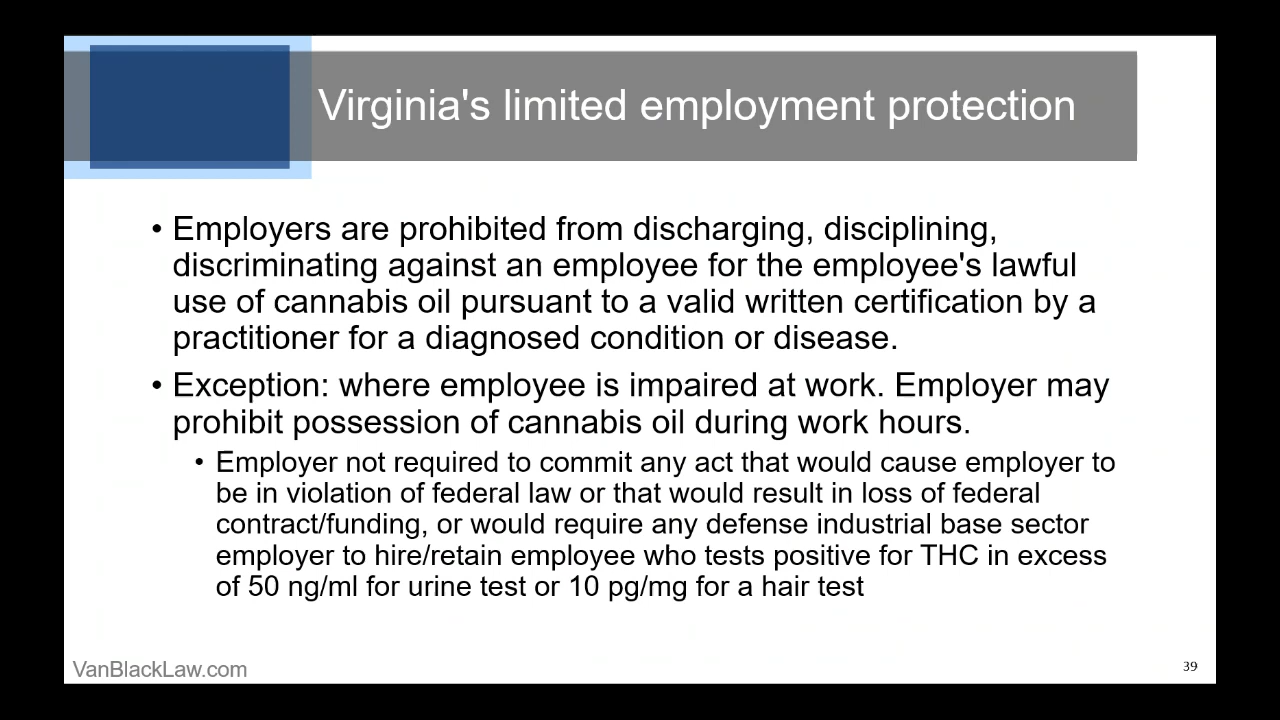 Virginia's limited employment protection
• Employers are prohibited from discharging, disciplining,
discriminating against an employee for the employee's lawful
use of cannabis oil pursuant to a valid written certification by a
practitioner for a diagnosed condition or disease.
• Exception: where employee is impaired at work. Employer may
prohibit possession of cannabis oil during work hours.
• Employer not required to commit any act that would cause employer to
be in violation of federal law or that would result in loss of federal
contract/funding, or would require any defense industrial base sector
employer to hire/retain employee who tests positive for THC in excess
of 50 ng/ml for urine test or 10 pg/mg for a hair test
VanBlackLaw.com
39